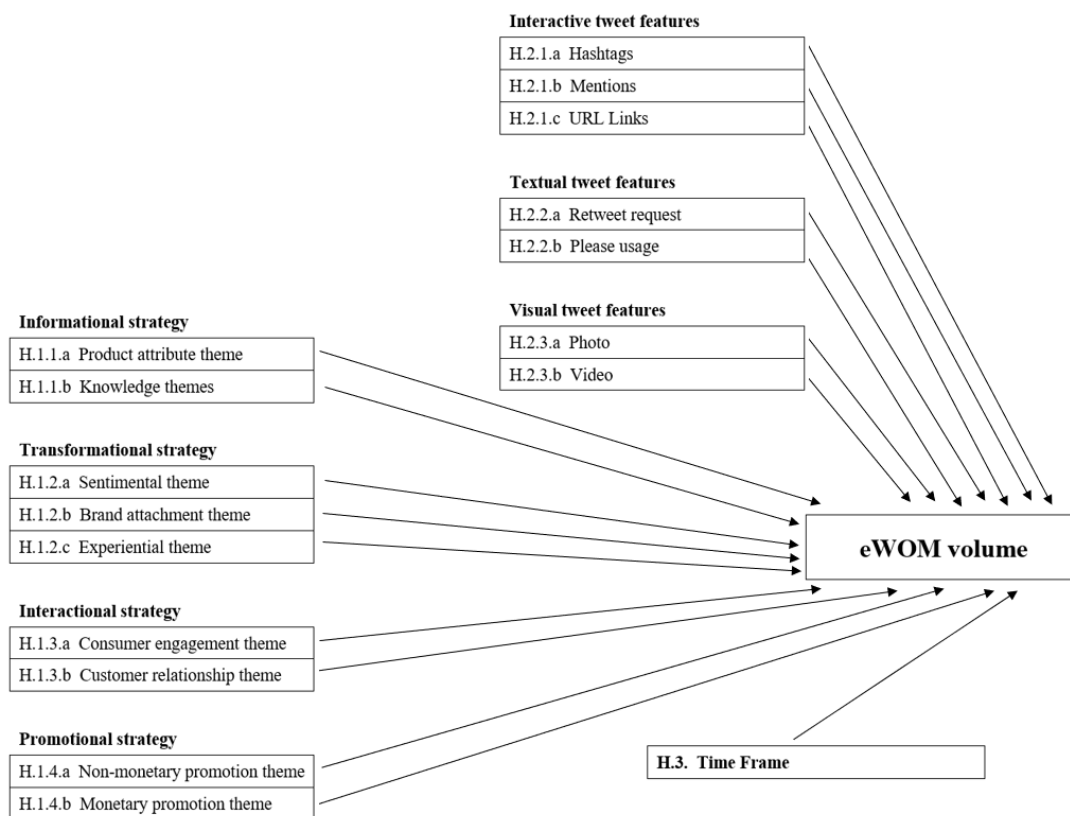 Interactive tweet features
H.2.1.a Hashtags
H.2.1.b Mentions
H.2.1.c URL Links
Textual tweet features
H.2.2.a Retweet request
H.2.2.b Please usage
Visual tweet features
H.2.3.a Photo
H.2.3.b Video
Informational strategy
H.1.1.a Product attribute theme
H.1.1.b Knowledge themes
Transformational strategy
H.1.2.a Sentimental theme
H.1.2.b Brand attachment theme
H.1.2.c Experiential theme
eWOM volume
Interactional strategy
H.1.3.a Consumer engagement theme
H.1.3.b Customer relationship theme
Promotional strategy
H.1.4.a Non-monetary promotion theme
H.1.4.b Monetary promotion theme
H.3. Time Frame